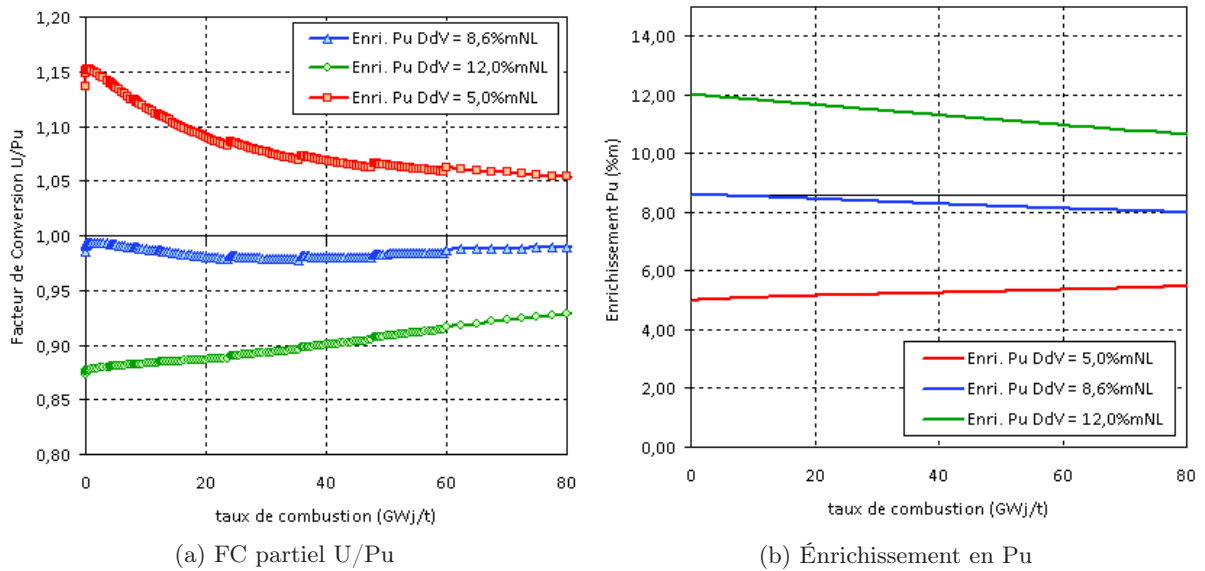 1,20
1,15
1,10
1,05
1,00
0,95
0,90
0,85
0,80
Facteur de Conversion U/Pu
Enri. Pu DdV = 8,6%mNL
Enri. Pu DdV = 12,0%mNL
Enri. Pu DdV = 5,0%mNL
0 20 40 60 80
taux de combustion (GWj/t)
(a) FC partiel U/Pu
14,00
12,00
10,00
8,00
6,00
4,00
2,00
0,00
Enrichissement Pu (%m)
Enri. Pu DdV = 5,0%mNL
Enri. Pu DdV = 8,6%mNL
Enri. Pu DdV = 12,0%mNL
0 20 40 60 80
taux de combustion (GWj/t)
(b) Énrichissement en Pu